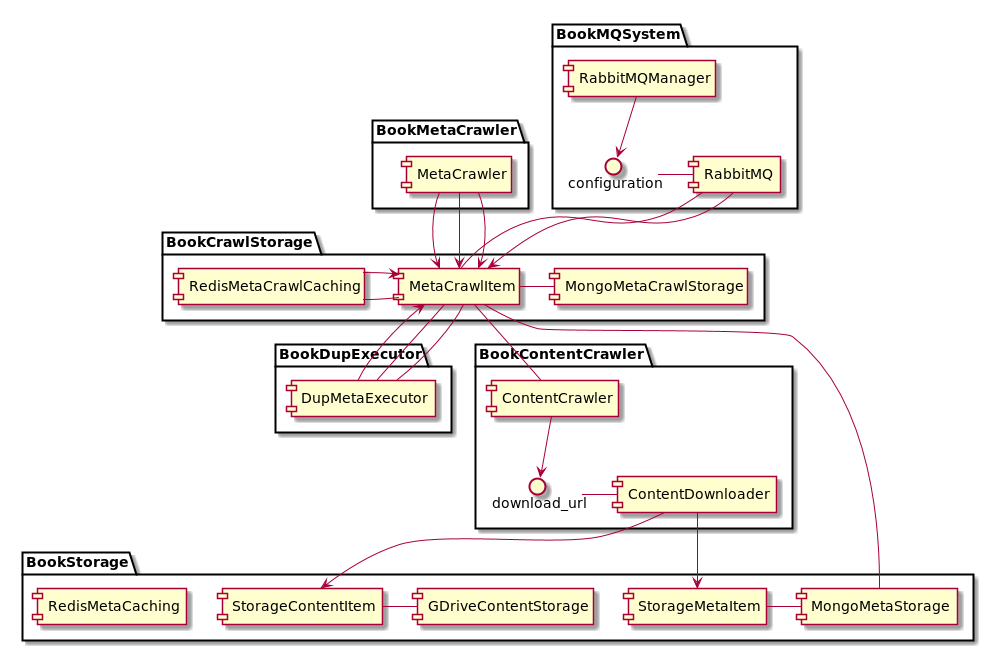 BookMQSystem
RabbitMQManager
BookMetaCrawler
MetaCrawler
configuration
RabbitMQ
BookCrawlStorage
RedisMetaCrawlCaching
MetaCrawlItem
MongoMetaCrawlStorage
BookDupExecutor
BookContentCrawler
DupMetaExecutor
ContentCrawler
download_url
ContentDownloader
BookStorage
RedisMetaCaching
StorageContentItem
GDriveContentStorage
StorageMetaItem
MongoMetaStorage